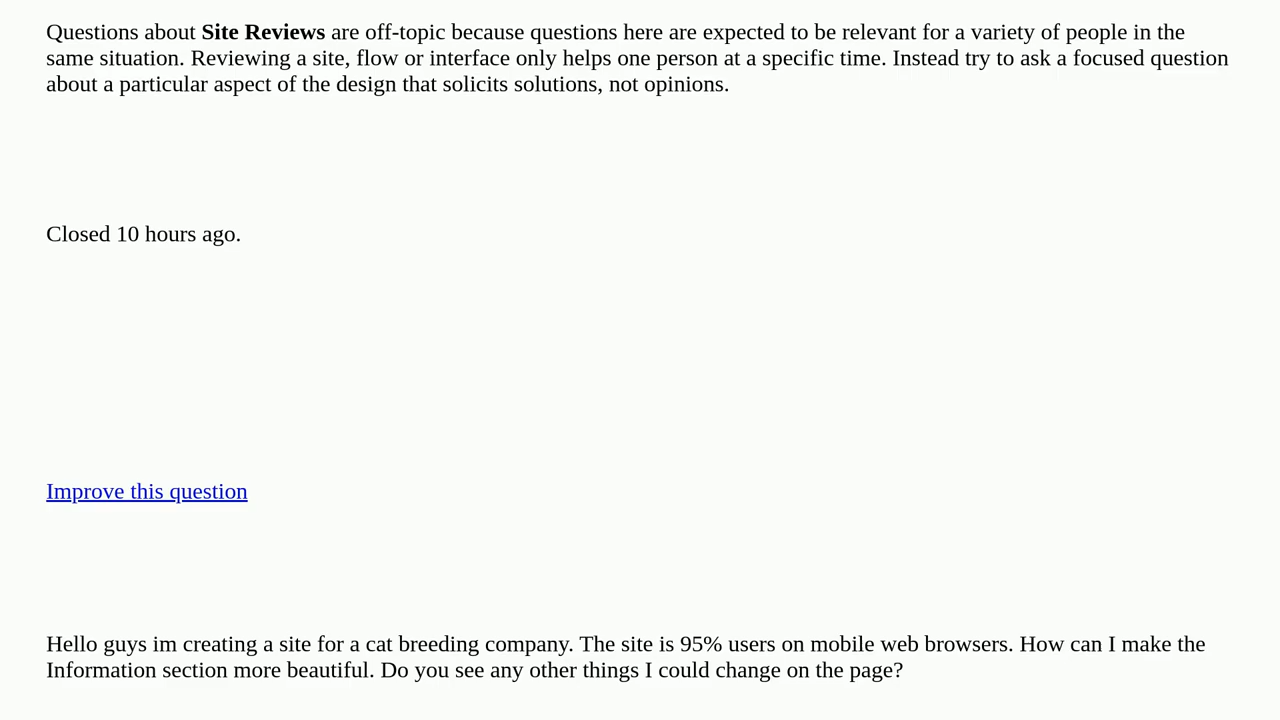 Questions about Site Reviews are off-topic because questions here are expected to be relevant for a variety of people in the
same situation. Reviewing a site, flow or interface only helps one person at a specific time. Instead try to ask a focused question
about a particular aspect of the design that solicits solutions, not opinions.
Closed 10 hours ago.
Improve this question
Hello guys im creating a site for a cat breeding company. The site is 95% users on mobile web browsers. How can I make the
Information section more beautiful. Do you see any other things I could change on the page?